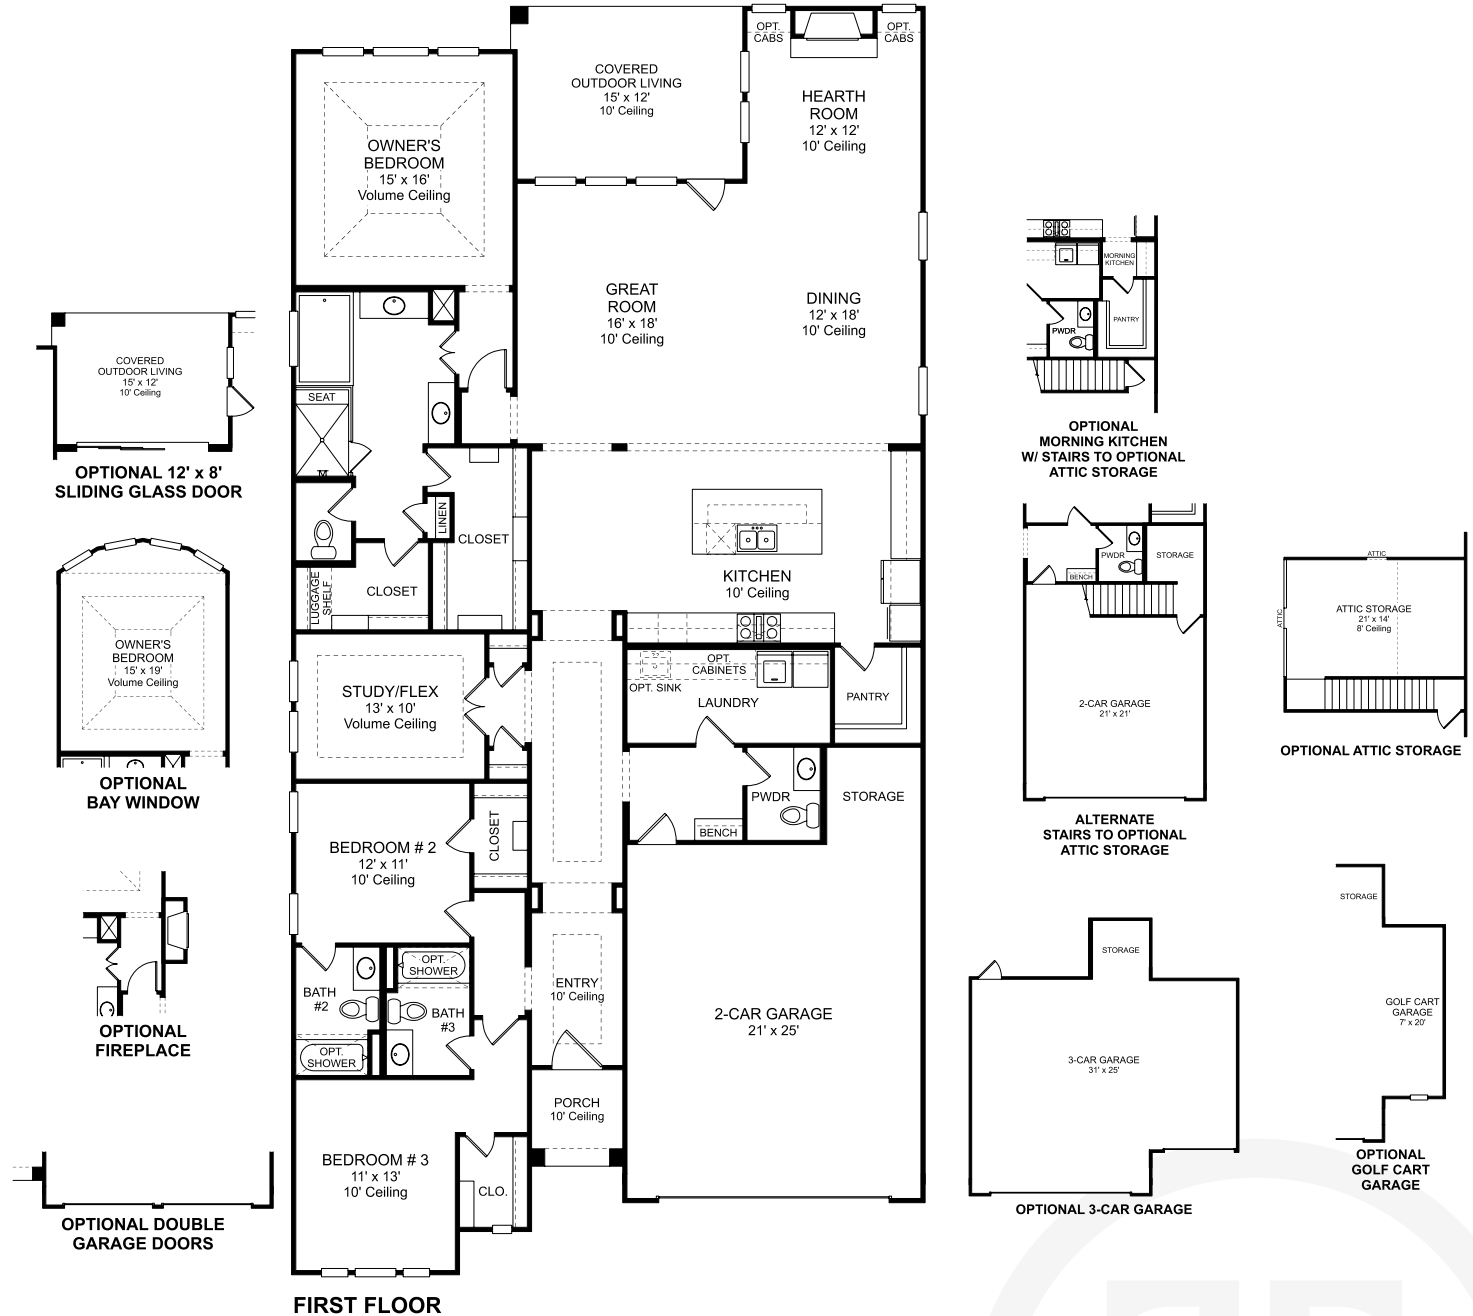 OPT.
CABS
OPT.
CABS
COVERED
OUTDOOR LIVING
15' x 12'
10' Ceiling
HEARTH
ROOM
12' x 12'
10' Ceiling
OWNER'S
BEDROOM
15' x 16'
Volume Ceiling
GREAT
ROOM
16' x 18'
10' Ceiling
DINING
12' x 18'
10' Ceiling
SEAT
LINEN
CLOSET
CLOSET
LUGGAGE
SHELF
KITCHEN
10' Ceiling
STUDY/FLEX
13' x 10'
Volume Ceiling
OPT.
CABINETS
OPT. SINK
LAUNDRY
PANTRY
PWDR
STORAGE
BENCH
BEDROOM # 2
12' x 11'
10' Ceiling
CLOSET
OPT.
SHOWER
BATH
#2
BATH
#3
OPT.
SHOWER
ENTRY
10' Ceiling
2-CAR GARAGE
21' x 25'
PORCH
10' Ceiling
BEDROOM # 3
11' x 13'
10' Ceiling
CLO.
FIRST FLOOR
COVERED
OUTDOOR LIVING
15' x 12'
10' Ceiling
OPTIONAL 12' x 8'
SLIDING GLASS DOOR
OWNER'S
BEDROOM
15' x 19'
Volume Ceiling
OPTIONAL
BAY WINDOW
OPTIONAL
FIREPLACE
OPTIONAL DOUBLE
GARAGE DOORS
MORNING
KITCHEN
PANTRY
PWDR
OPTIONAL
MORNING KITCHEN
W/ STAIRS TO OPTIONAL
ATTIC STORAGE
PWDR
STORAGE
BENCH
2-CAR GARAGE
21' x 21'
ALTERNATE
STAIRS TO OPTIONAL
ATTIC STORAGE
ATTIC
ATTIC
ATTIC STORAGE
21' x 14'
8' Ceiling
OPTIONAL ATTIC STORAGE
STORAGE
3-CAR GARAGE
31' x 25'
OPTIONAL 3-CAR GARAGE
STORAGE
GOLF CART
GARAGE
7' x 20'
OPTIONAL
GOLF CART
GARAGE